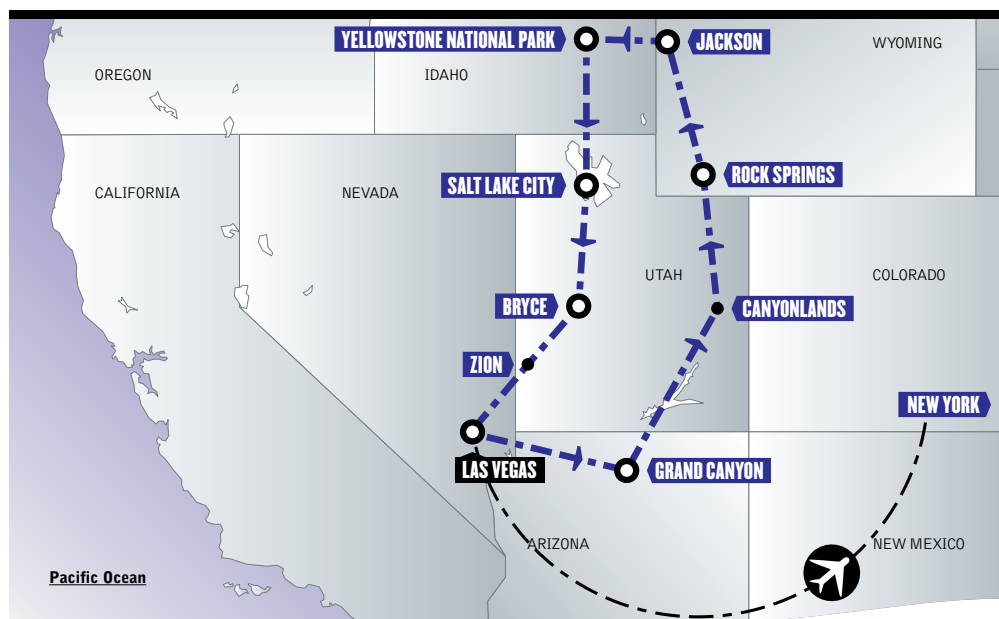 YELLOWSTONE NATIONAL PARK
JACKSON
WYOMING
OREGON
IDAHO
ROCK SPRINGS
SALT LAKE CITY
CALIFORNIA
NEVADA
UTAH
COLORADO
BRYCE
CANYONLANDS
ZION
NEW YORK
LAS VEGAS
GRAND CANYON
ARIZONA
NEW MEXICO
Pacific Ocean